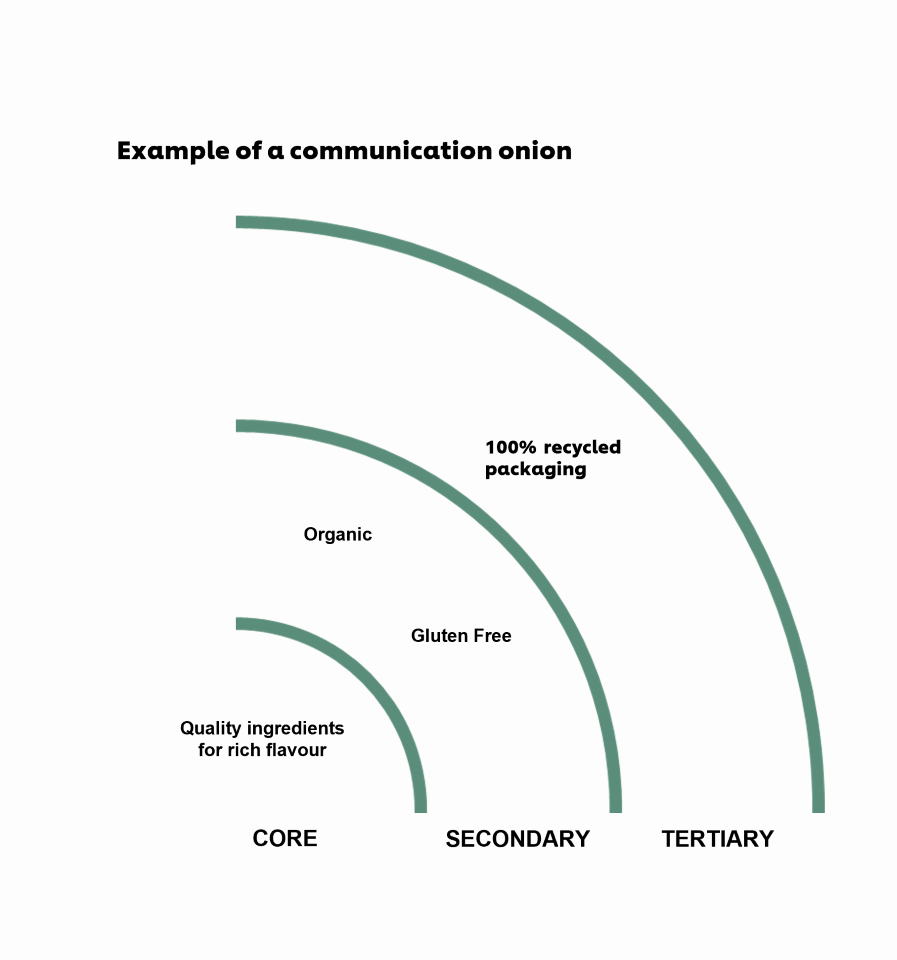 Example of a communication onion
100% recycled
packaging
Organic
Gluten Free
Quality ingredients
for rich flavour
CORE
SECONDARY
TERTIARY